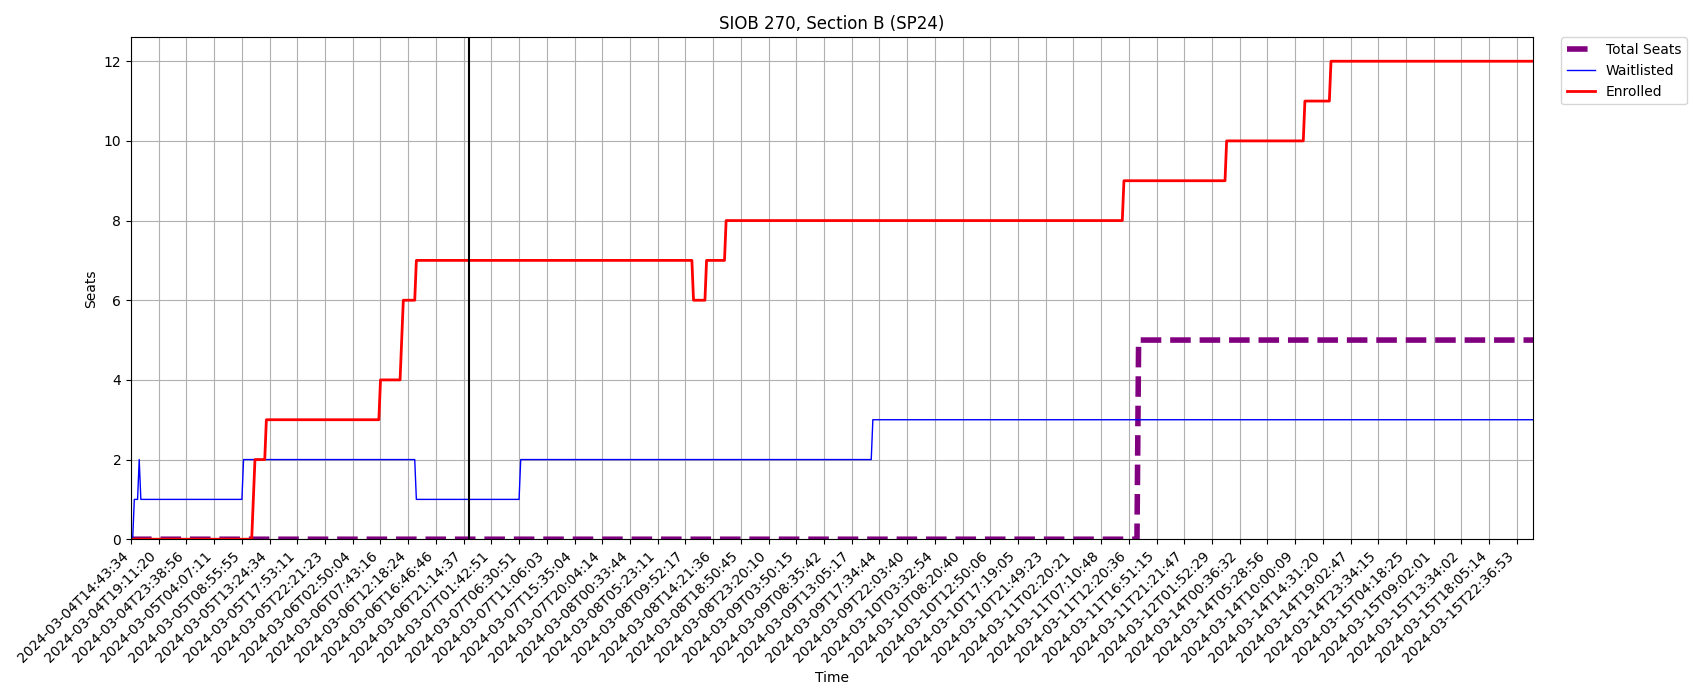 SIOB 270, Section B (SP24)
Total Seats
Waitlisted
Enrolled
Seats
12
10
8
6
4
2
0
2024-03-04T14:43:34
2024-03-04T19:11:20
2024-03-04T23:38:56
2024-03-05T04:07:11
2024-03-05T08:55:55
2024-03-05T13:24:34
2024-03-05T17:53:11
2024-03-05T22:21:23
2024-03-06T02:50:04
2024-03-06T07:43:16
2024-03-06T12:18:24
2024-03-06T16:46:46
2024-03-06T21:14:37
2024-03-07T01:42:51
2024-03-07T06:30:51
2024-03-07T11:06:03
2024-03-07T15:35:04
2024-03-07T20:04:14
2024-03-08T00:33:44
2024-03-08T05:23:11
2024-03-08T09:52:17
2024-03-08T14:21:36
2024-03-08T18:50:45
2024-03-08T23:20:10
2024-03-09T03:50:15
2024-03-09T08:35:42
2024-03-09T13:05:17
2024-03-09T17:34:44
2024-03-09T22:03:40
2024-03-10T03:32:54
2024-03-10T08:20:40
2024-03-10T12:50:06
2024-03-10T17:19:05
2024-03-10T21:49:23
2024-03-11T02:20:21
2024-03-11T07:10:48
2024-03-11T12:20:36
2024-03-11T16:51:15
2024-03-11T21:21:47
2024-03-12T01:52:29
2024-03-14T00:36:32
2024-03-14T05:28:56
2024-03-14T10:00:09
2024-03-14T14:31:20
2024-03-14T19:02:47
2024-03-14T23:34:15
2024-03-15T04:18:25
2024-03-15T09:02:01
2024-03-15T13:34:02
2024-03-15T18:05:14
2024-03-15T22:36:53
Time